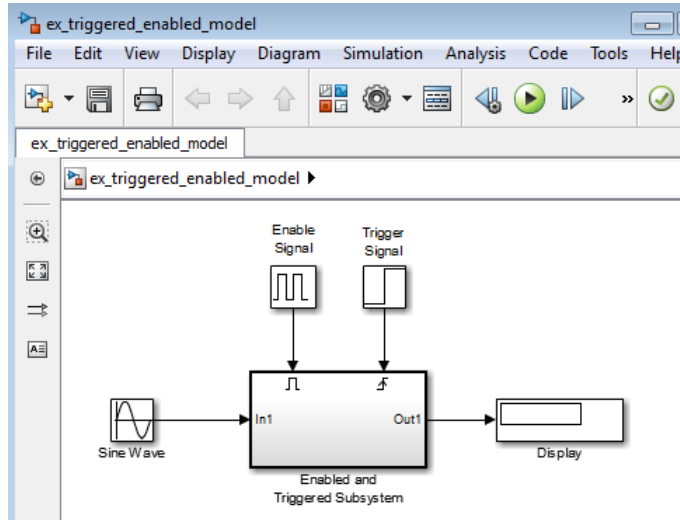 ex_triggered_enabled_model
File Edit View Display Diagram Simulation Analysis Code Tools Help
»
ex_triggered_enabled_model
ex_triggered_enabled_model
Enable
Signal
Trigger
Signal
In1
Out1
Sine Wave
Display
Enabled and
Triggered Subsystem